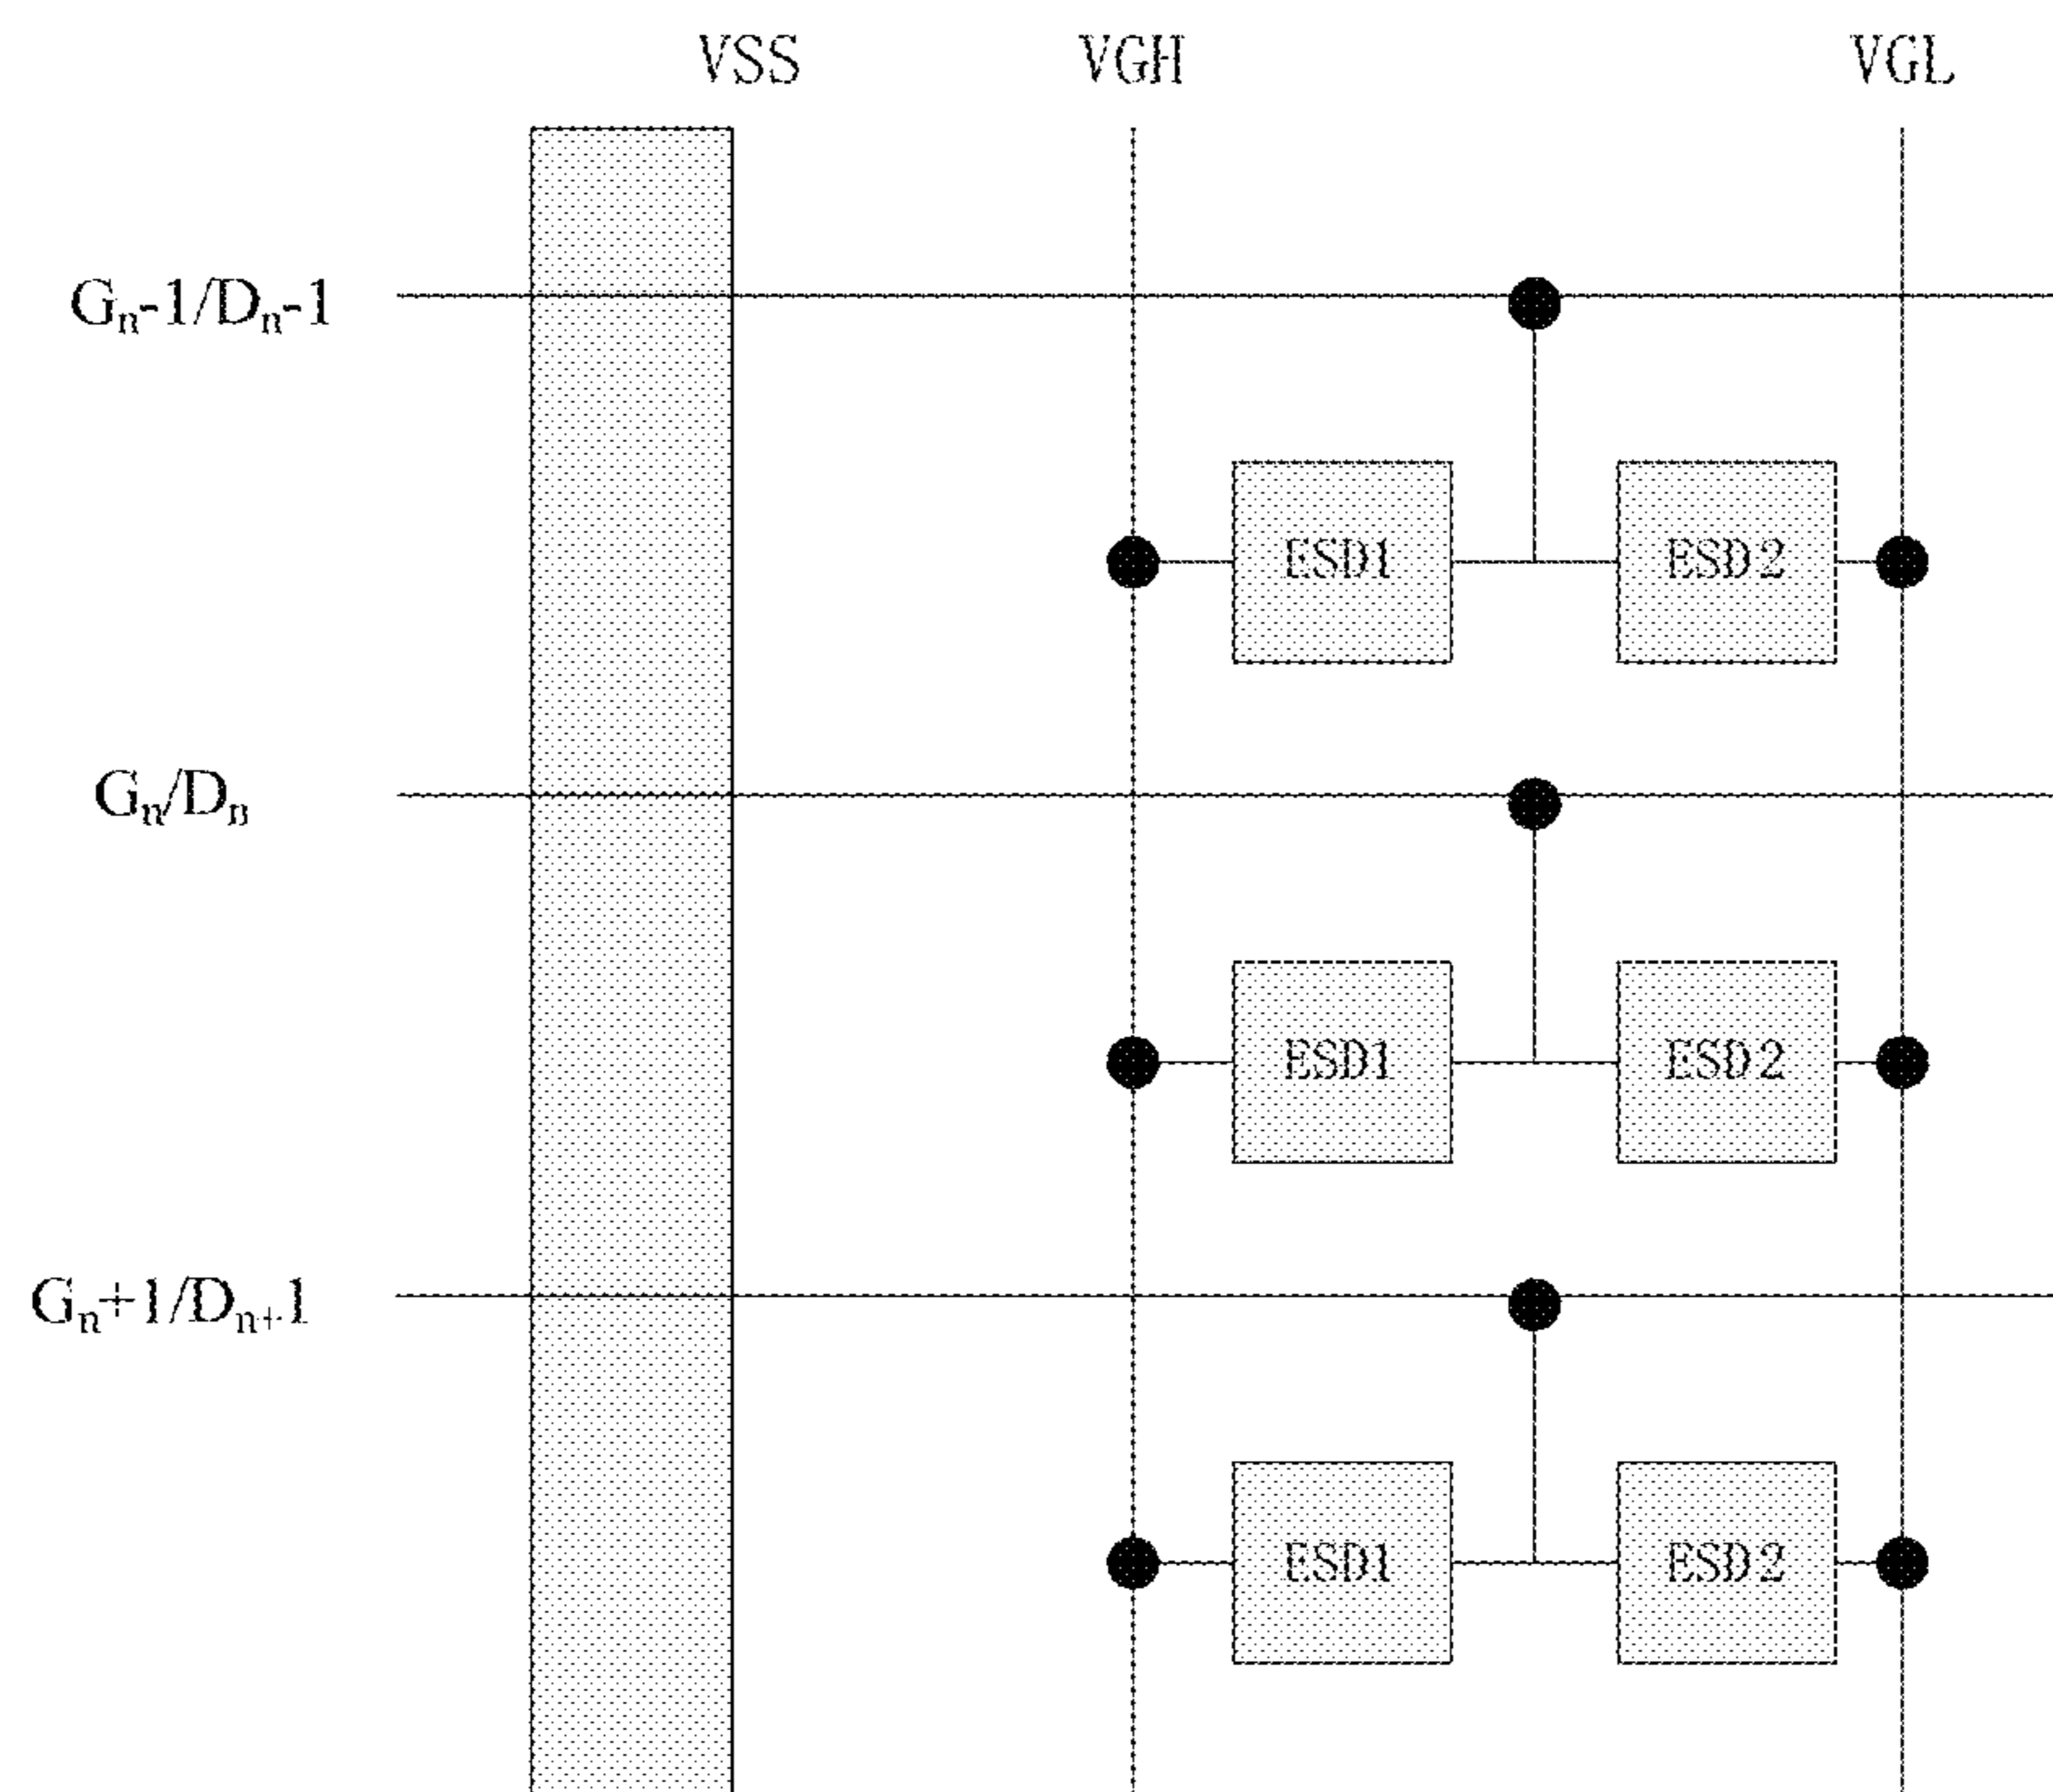 VSS VGH VGL
Gₙ-1/Dₙ-1
ESD1 ESD2
Gₙ/Dₙ
ESD1 ESD2
Gₙ+1/Dₙ₊1
ESD1 ESD2